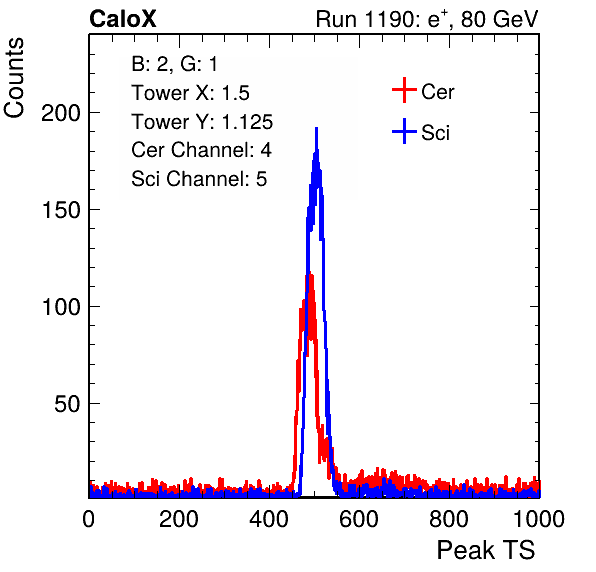 CaloX Run 1190: e⁺, 80 GeV
Counts
B: 2, G: 1
Tower X: 1.5
Tower Y: 1.125
Cer Channel: 4
Sci Channel: 5
Cer
Sci
200
150
100
50
0 200 400 600 800 1000
Peak TS